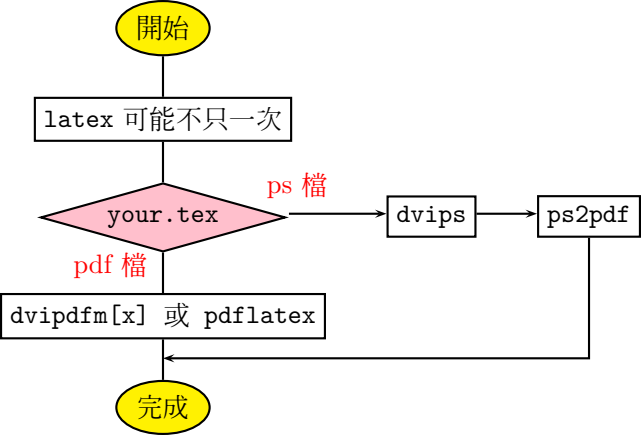 開始
latex 可能不只一次
ps 檔
your.tex
dvips
ps2pdf
pdf 檔
dvipdfm[x] 或 pdflatex
完成